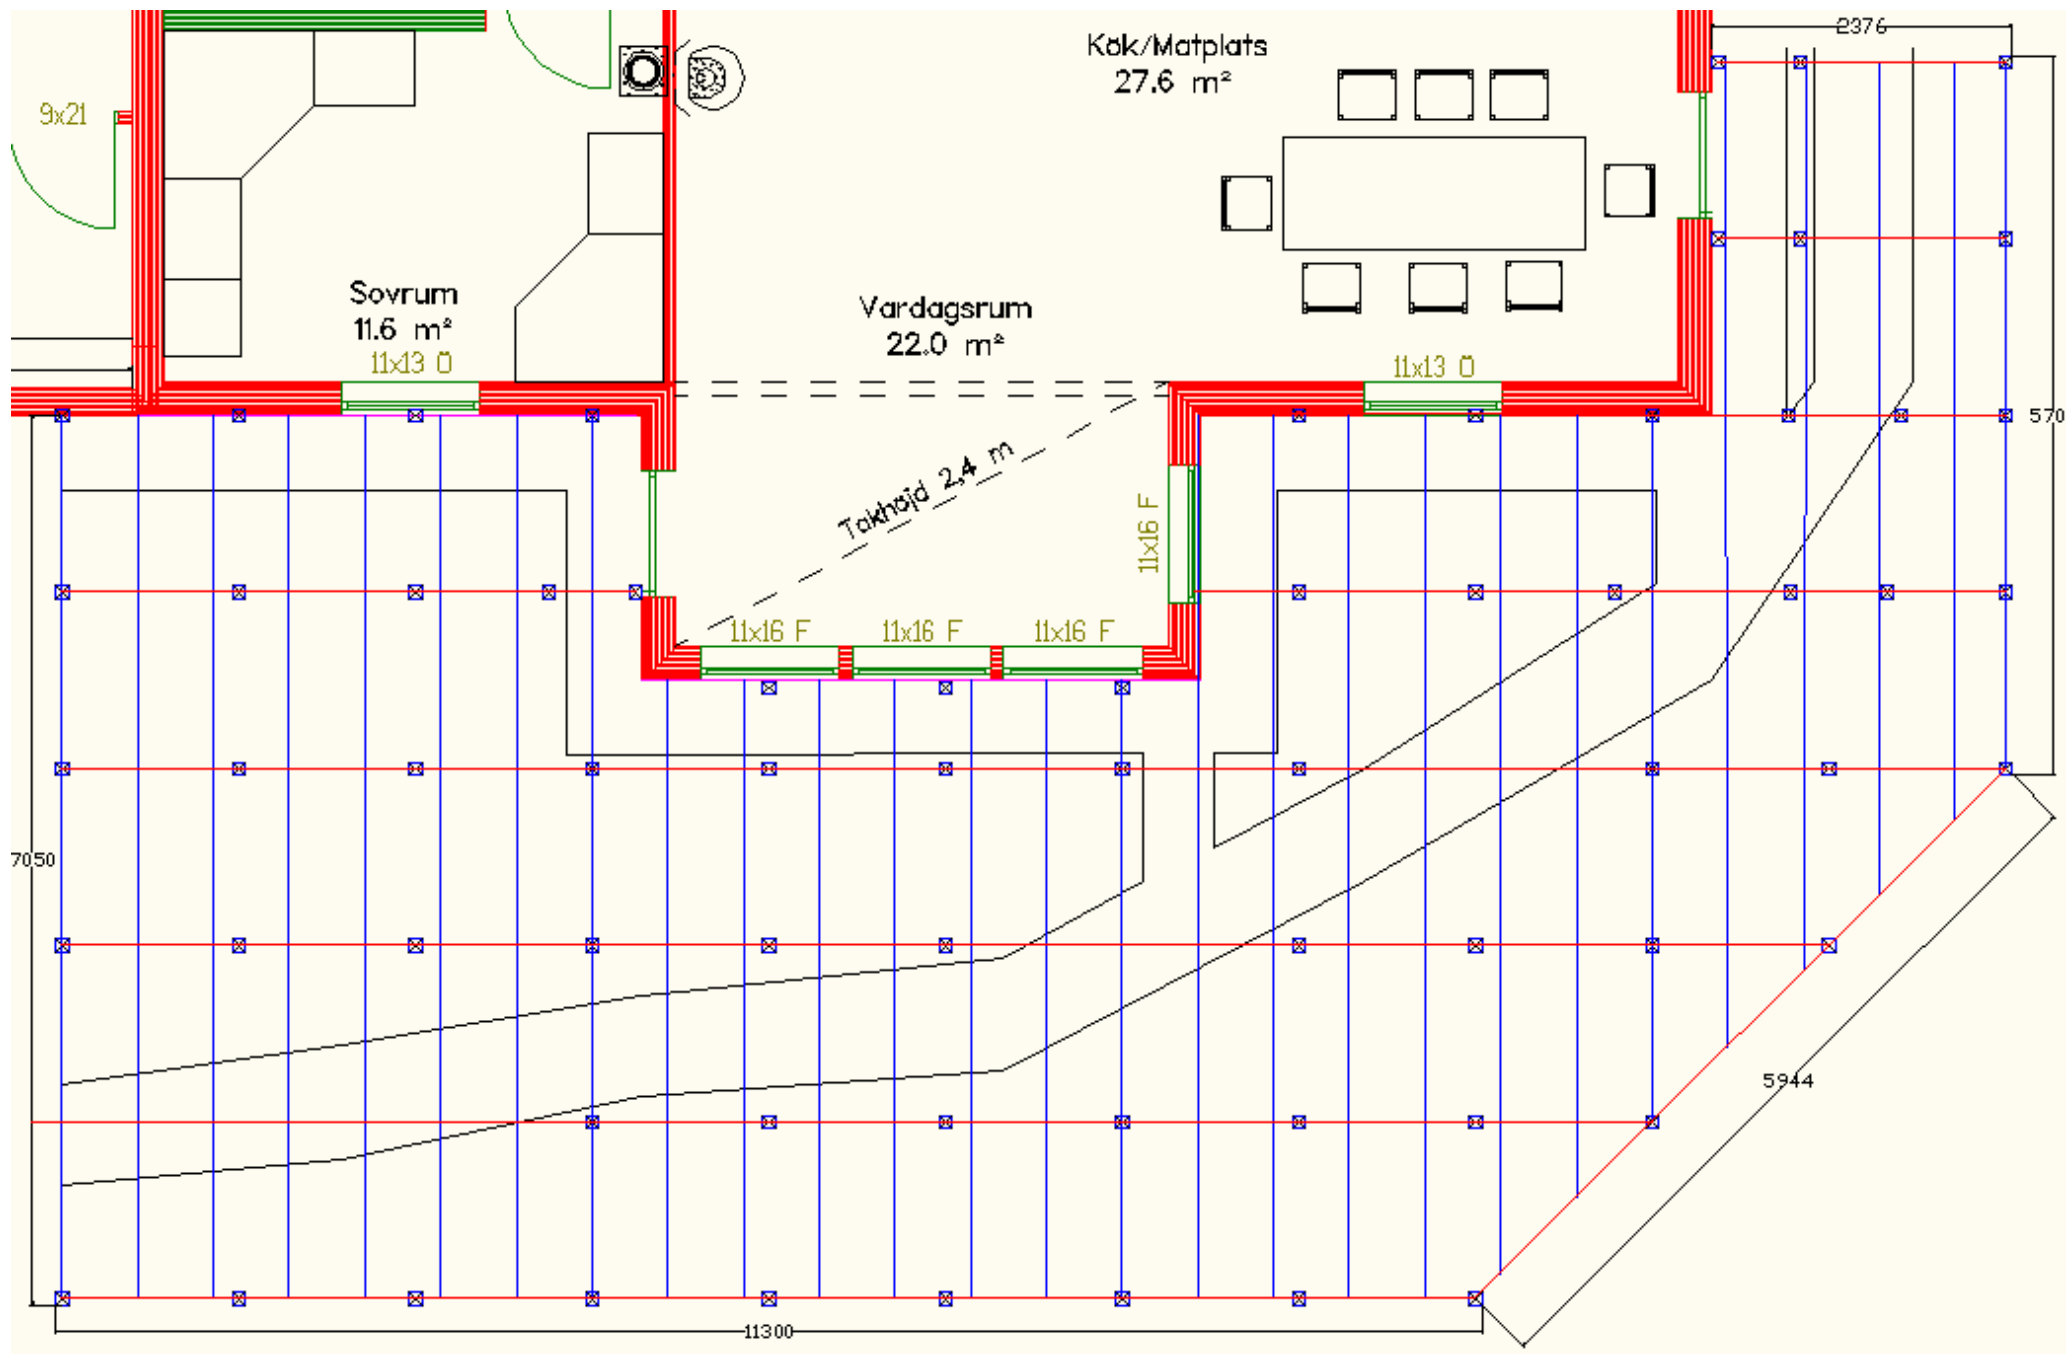 2376
Kök/Matplats
27.6 m²
9x21
Sovrum
11.6 m²
11x13 Ö
Vardagsrum
22.0 m²
11x13 Ö
570
Takhöjd 2,4 m
11x16 F
11x16 F
11x16 F
11x16 F
7050
5944
11300